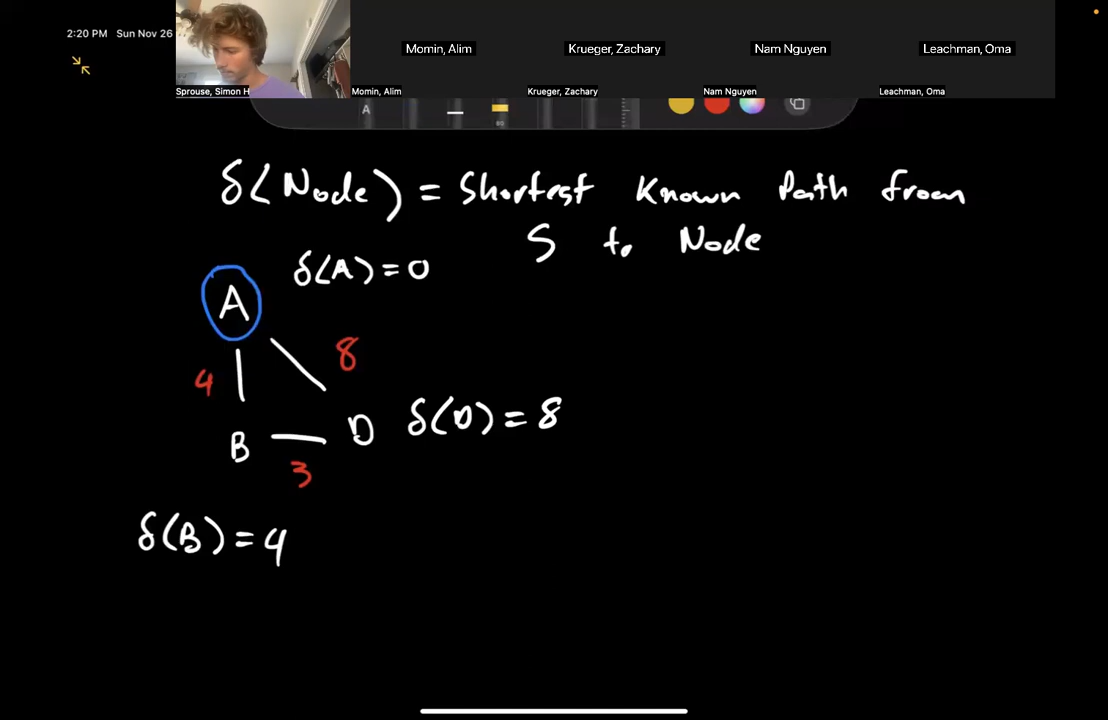 2:20 PM Sun Nov 26
Momin, Alim
Krueger, Zachary
Nam Nguyen
Leachman, Oma
Sprouse, Simon H
Momin, Alim
Krueger, Zachary
Nam Nguyen
Leachman, Oma
A
δ(Node) = Shortest Known Path from
S to Node
δ(A) = 0
A
4
8
B
D
δ(D) = 8
3
δ(B) = 4